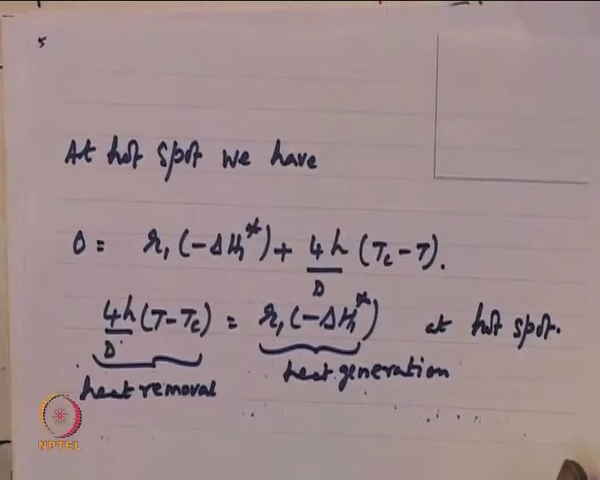 5
At hot spot we have
0 = r₁(-ΔH₁*) + 4h/D (Tc-T).
4h/D (T-Tc) = r₁(-ΔH₁*) at hot spot.
heat removal heat generation
NPTEL